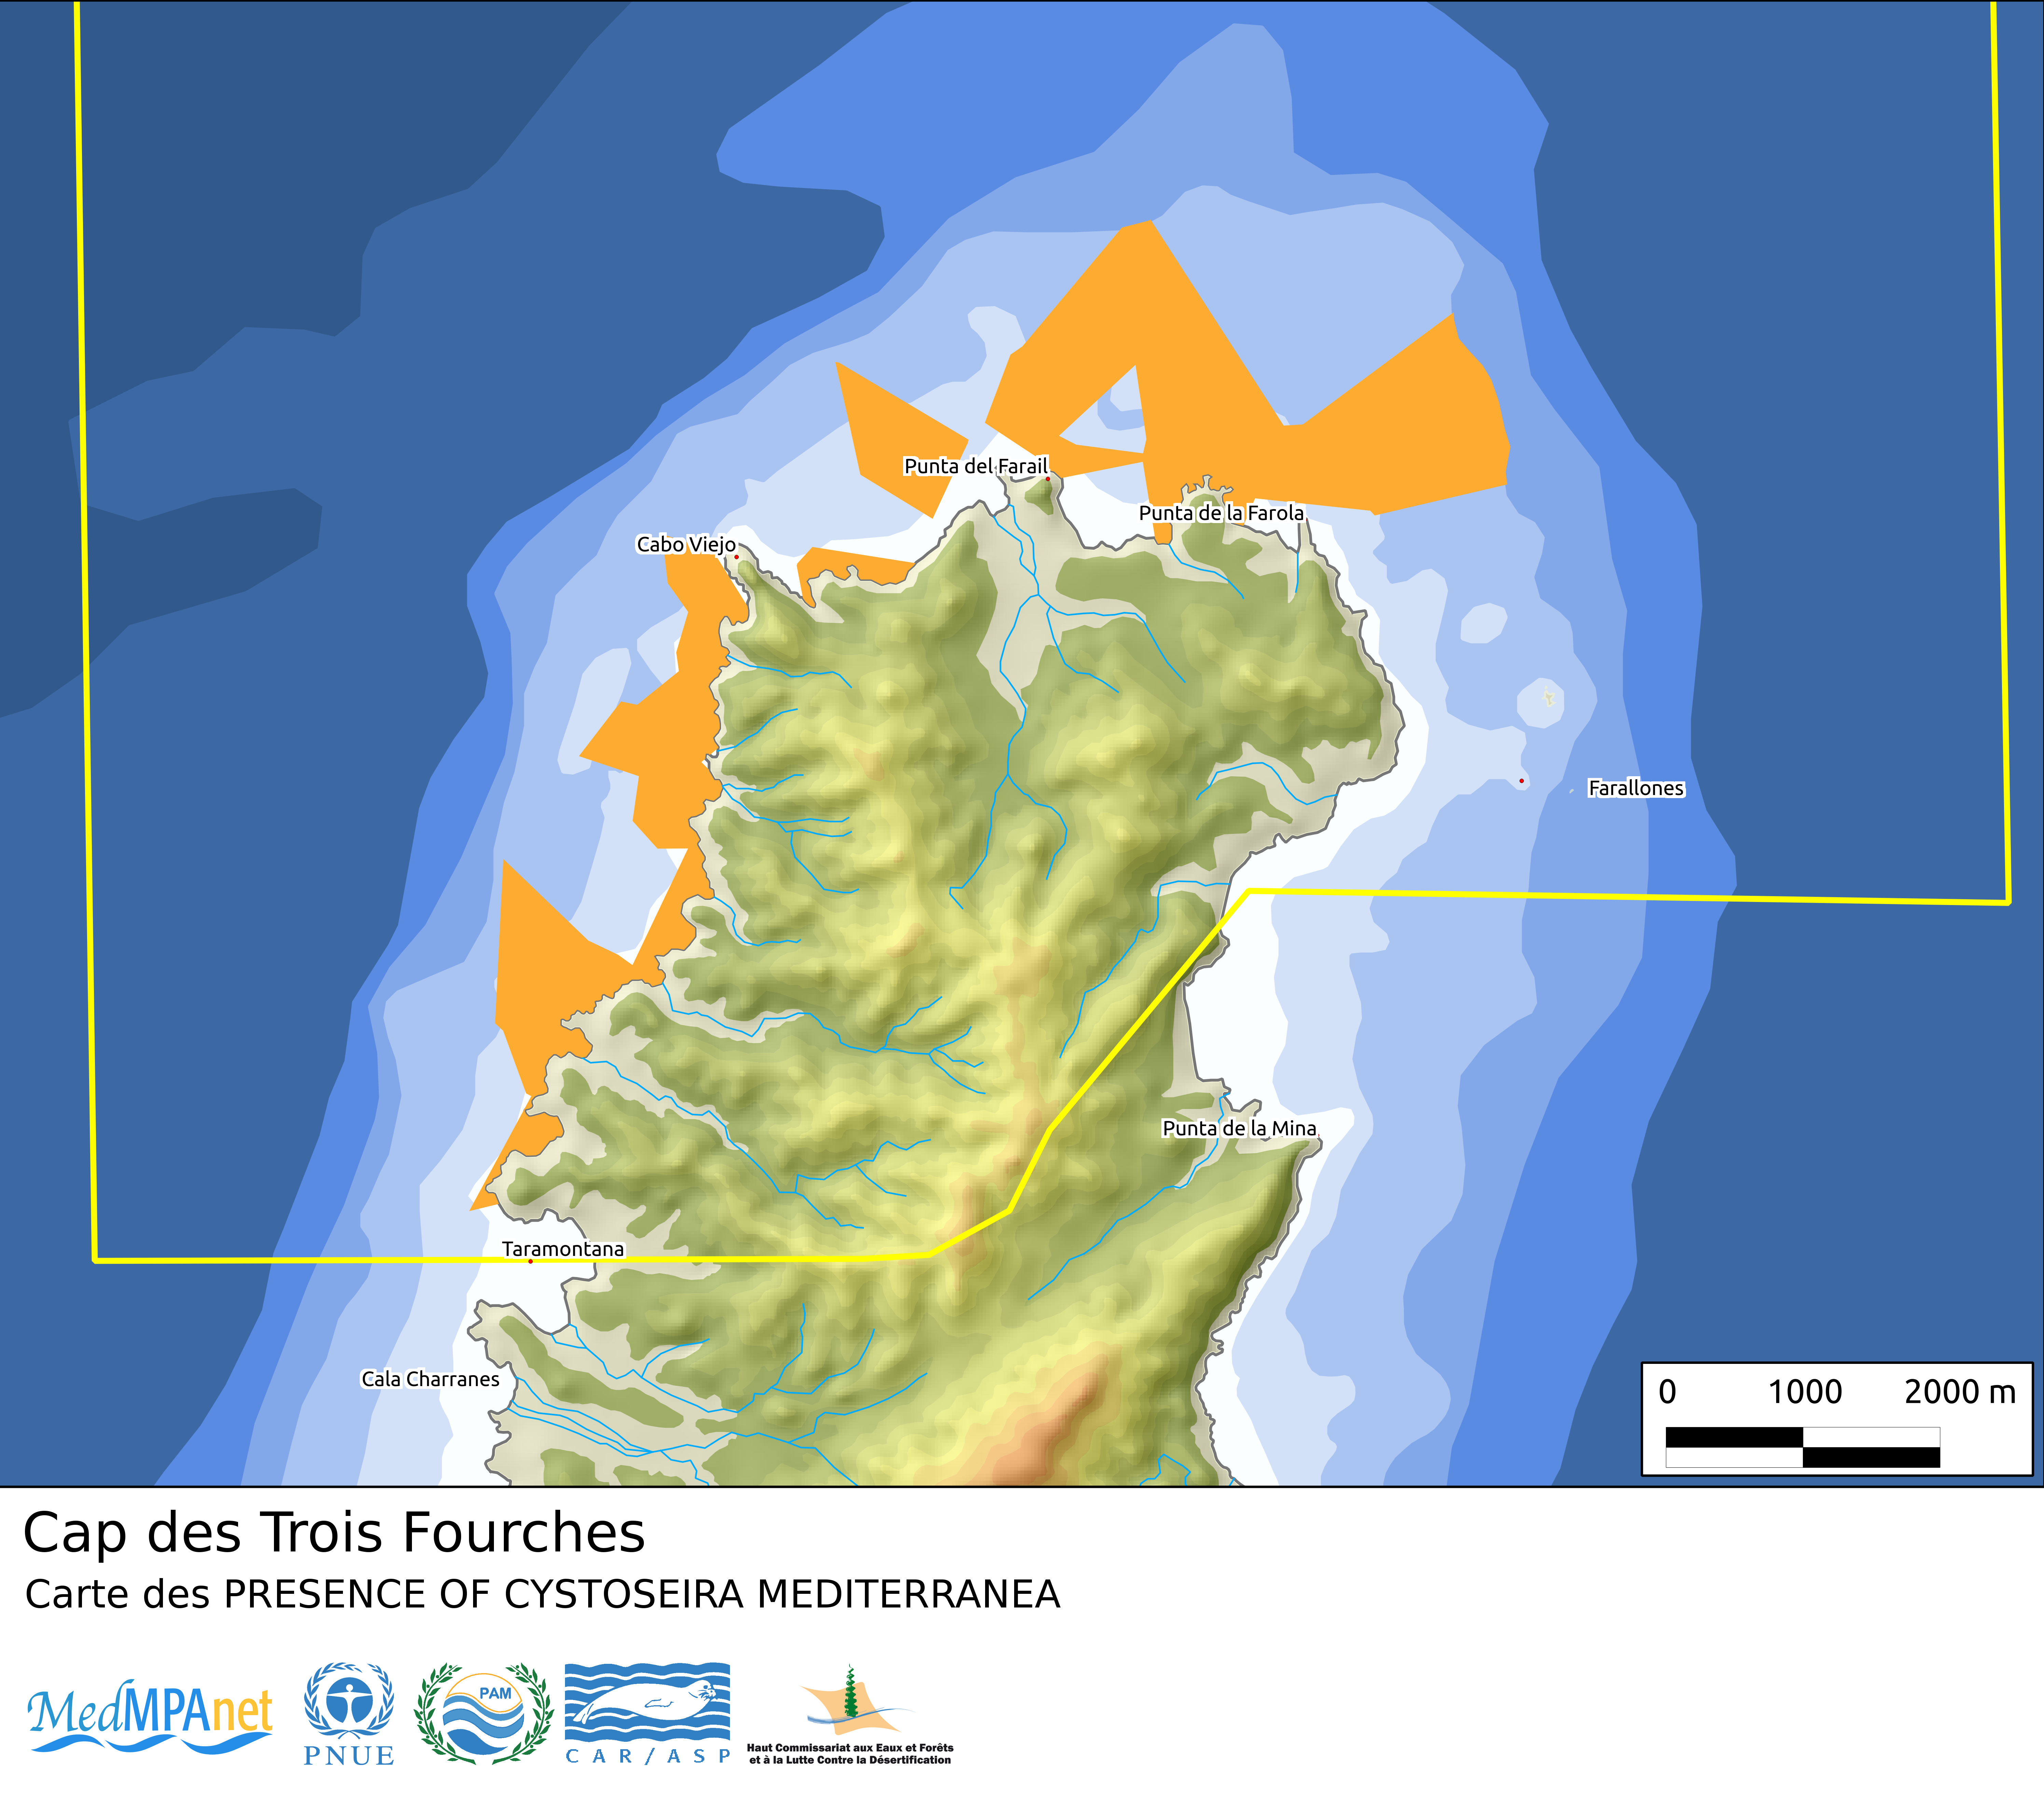 Punta del Farail
Punta de la Farola
Cabo Viejo
Farallones
Punta de la Mina
Taramontana
Cala Charranes
0 1000 2000 m
Cap des Trois Fourches
Carte des PRESENCE OF CYSTOSEIRA MEDITERRANEA
MedMPAnet
PNUE
PAM
CAR/ASP
Haut Commissariat aux Eaux et Forêts
et à la Lutte Contre la Désertification